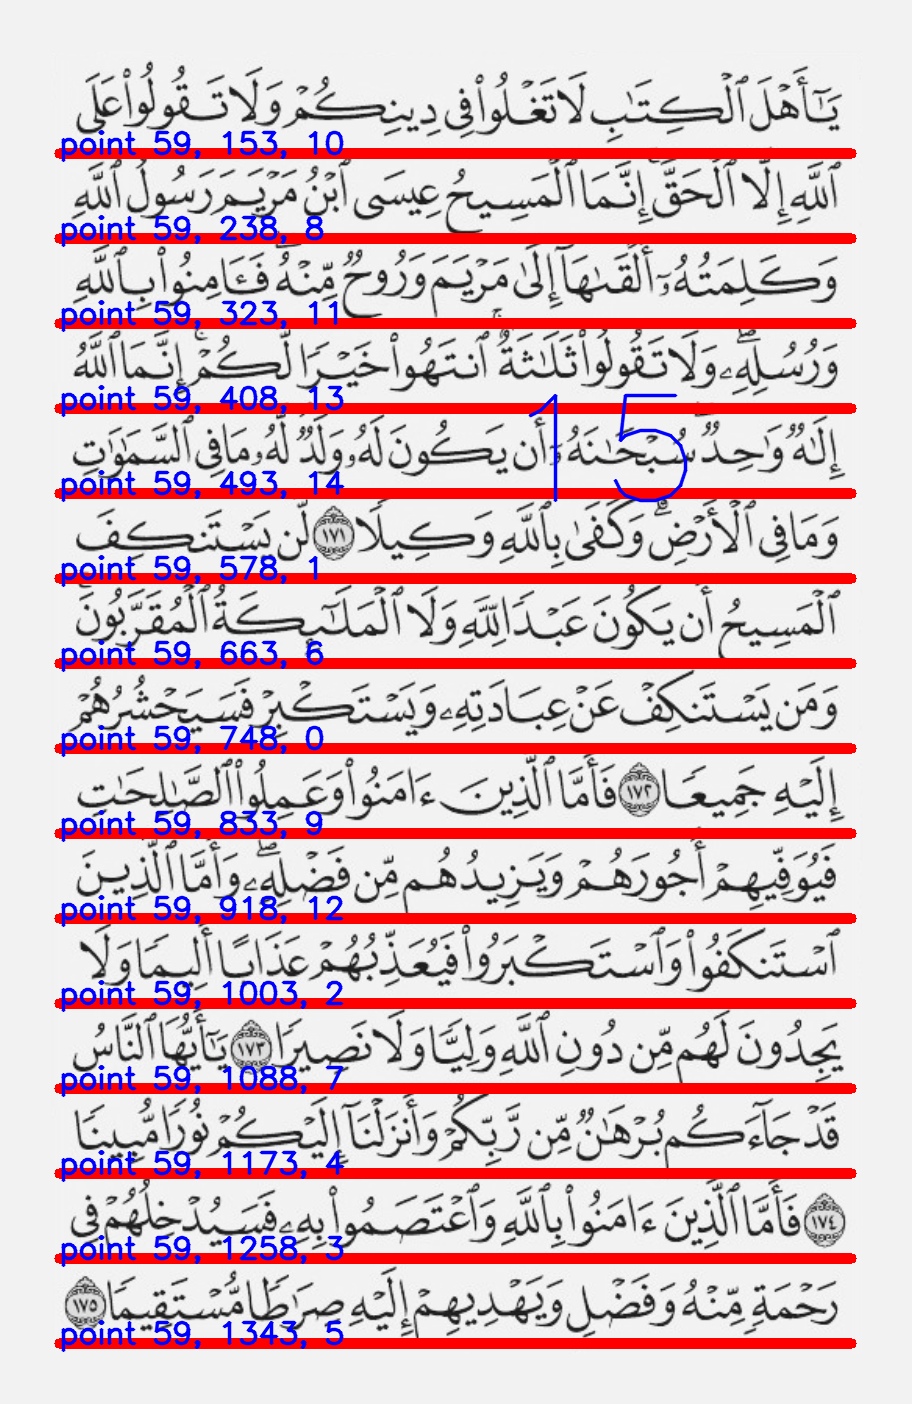 يَـٰٓأَهْلَ ٱلْكِتَـٰبِ لَا تَغْلُوا۟ فِى دِينِكُمْ وَلَا تَقُولُوا۟ عَلَى
point 59, 153, 10
ٱللَّهِ إِلَّا ٱلْحَقَّ ۚ إِنَّمَا ٱلْمَسِيحُ عِيسَى ٱبْنُ مَرْيَمَ رَسُولُ ٱللَّهِ
point 59, 238, 8
وَكَلِمَتُهُۥٓ أَلْقَىٰهَآ إِلَىٰ مَرْيَمَ وَرُوحٌ مِّنْهُ ۖ فَـَٔامِنُوا۟ بِٱللَّهِ
point 59, 323, 11
وَرُسُلِهِۦ ۖ وَلَا تَقُولُوا۟ ثَلَـٰثَةٌ ۚ ٱنتَهُوا۟ خَيْرًا لَّكُمْ ۚ إِنَّمَا ٱللَّهُ
point 59, 408, 13
إِلَـٰهٌ وَٰحِدٌ ۖ سُبْحَـٰنَهُۥٓ أَن يَكُونَ لَهُۥ وَلَدٌ ۘ لَّهُۥ مَا فِى ٱلسَّمَـٰوَٰتِ
15
point 59, 493, 14
وَمَا فِى ٱلْأَرْضِ ۗ وَكَفَىٰ بِٱللَّهِ وَكِيلًا ١٧١ لَّن يَسْتَنكِفَ
point 59, 578, 1
ٱلْمَسِيحُ أَن يَكُونَ عَبْدًا لِّلَّهِ وَلَا ٱلْمَلَـٰٓئِكَةُ ٱلْمُقَرَّبُونَ ۚ
point 59, 663, 6
وَمَن يَسْتَنكِفْ عَنْ عِبَادَتِهِۦ وَيَسْتَكْبِرْ فَسَيَحْشُرُهُمْ
point 59, 748, 0
إِلَيْهِ جَمِيعًا ١٧٢ فَأَمَّا ٱلَّذِينَ ءَامَنُوا۟ وَعَمِلُوا۟ ٱلصَّـٰلِحَـٰتِ
point 59, 833, 9
فَيُوَفِّيهِمْ أُجُورَهُمْ وَيَزِيدُهُم مِّن فَضْلِهِۦ ۖ وَأَمَّا ٱلَّذِينَ
point 59, 918, 12
ٱسْتَنكَفُوا۟ وَٱسْتَكْبَرُوا۟ فَيُعَذِّبُهُمْ عَذَابًا أَلِيمًا وَلَا
point 59, 1003, 2
يَجِدُونَ لَهُم مِّن دُونِ ٱللَّهِ وَلِيًّا وَلَا نَصِيرًا ١٧٣ يَـٰٓأَيُّهَا ٱلنَّاسُ
point 59, 1088, 7
قَدْ جَآءَكُم بُرْهَـٰنٌ مِّن رَّبِّكُمْ وَأَنزَلْنَآ إِلَيْكُمْ نُورًا مُّبِينًا
point 59, 1173, 4
١٧٤ فَأَمَّا ٱلَّذِينَ ءَامَنُوا۟ بِٱللَّهِ وَٱعْتَصَمُوا۟ بِهِۦ فَسَيُدْخِلُهُمْ فِى
point 59, 1258, 3
رَحْمَةٍ مِّنْهُ وَفَضْلٍ وَيَهْدِيهِمْ إِلَيْهِ صِرَٰطًا مُّسْتَقِيمًا ١٧٥
point 59, 1343, 5